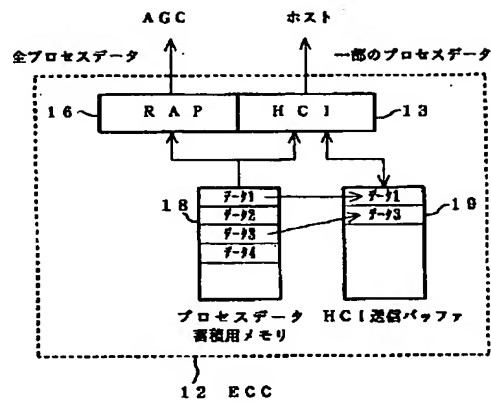 AGC ホスト
全プロセスデータ 一部のプロセスデータ
16 RAP HCI 13
18 データ1 データ1 19
データ2 データ3
データ3
データ4
プロセスデータ HCI送信バッファ
蓄積用メモリ
12 ECC